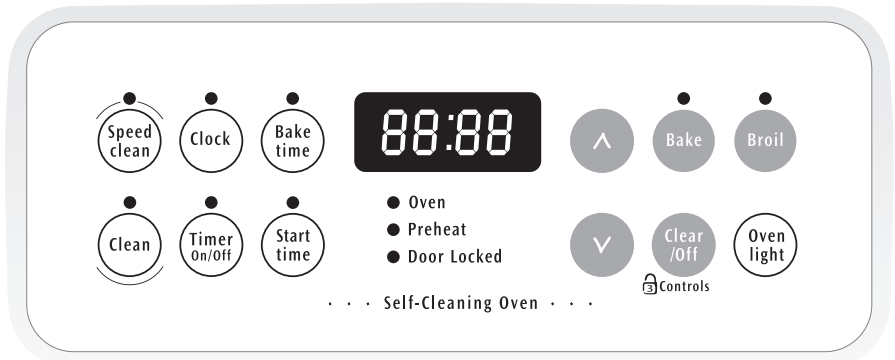 Speed
clean
Clock
Bake
time
88:88
∧
Bake
Broil
Clean
Timer
On/Off
Start
time
Oven
Preheat
Door Locked
∨
Clear
/Off
Oven
light
3 Controls
· · · Self-Cleaning Oven · · ·